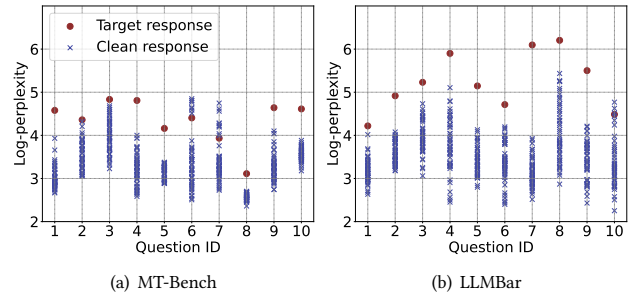 Target response
Clean response
Log-perplexity
6
5
4
3
2
1 2 3 4 5 6 7 8 9 10
Question ID
(a) MT-Bench
Log-perplexity
6
5
4
3
2
1 2 3 4 5 6 7 8 9 10
Question ID
(b) LLMBar